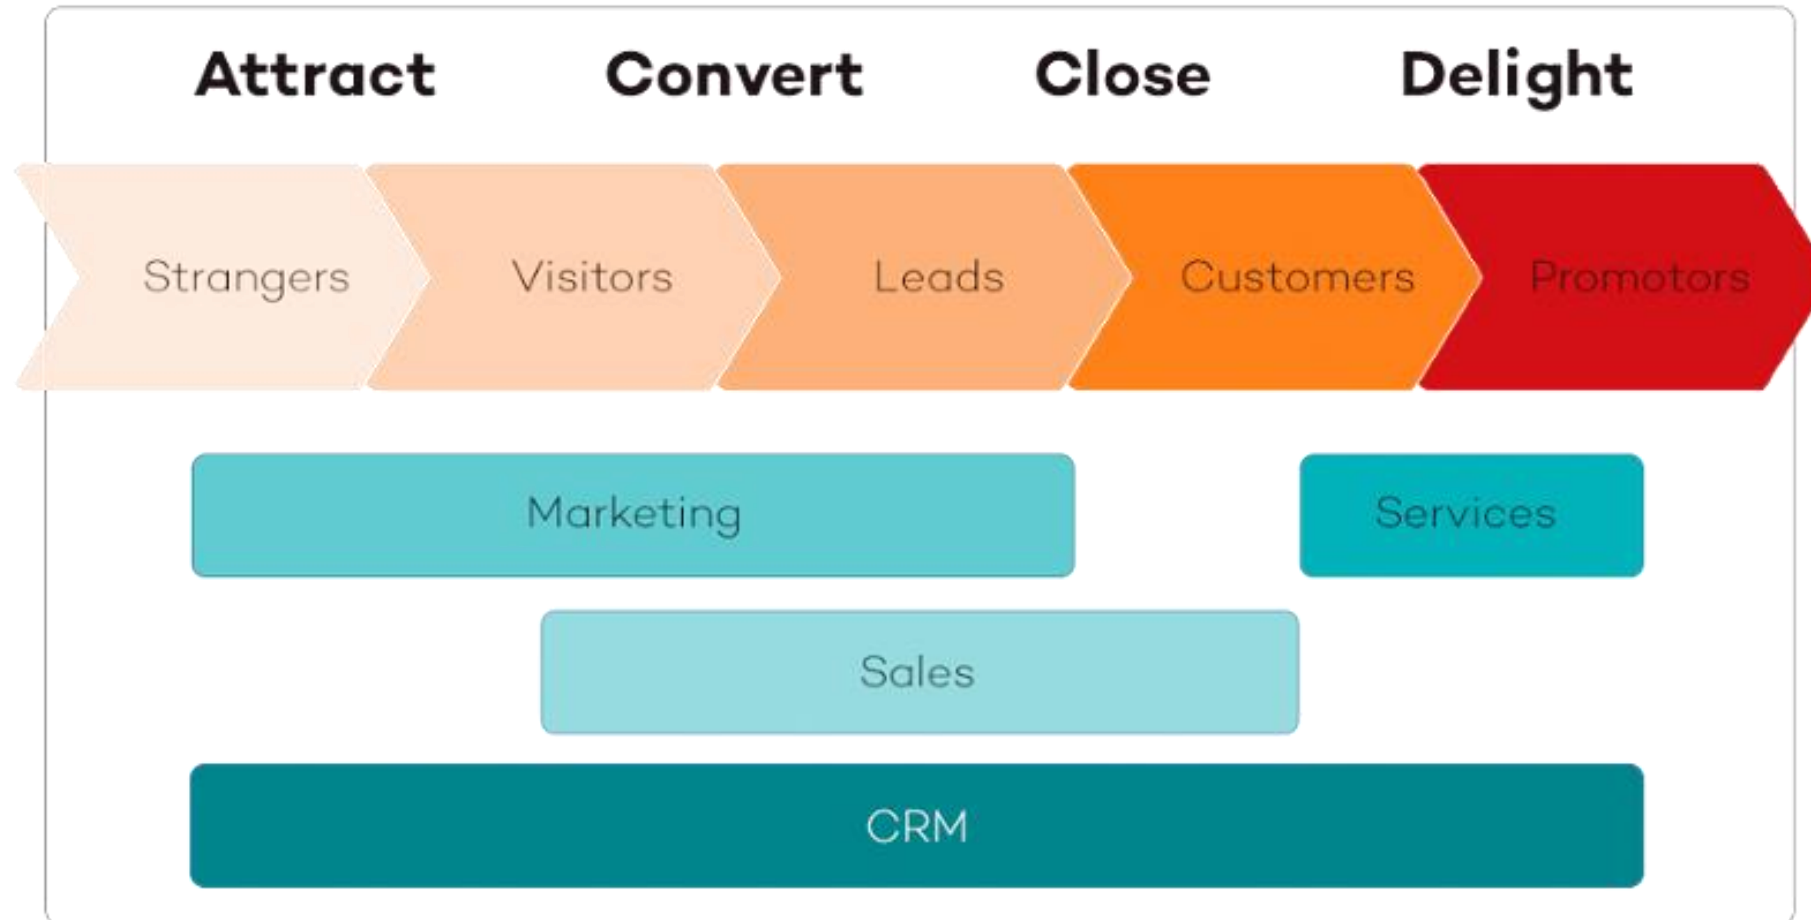 Attract Convert Close Delight
Strangers Visitors Leads Customers Promotors
Marketing Services
Sales
CRM